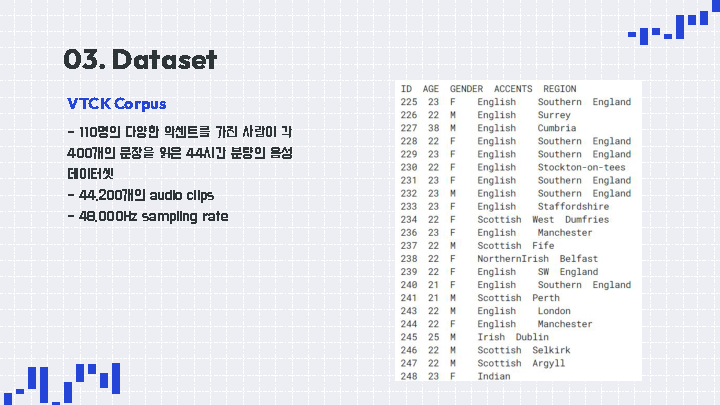 03. Dataset
VTCK Corpus
- 110명의 다양한 악센트를 가진 사람이 각
400개의 문장을 읽은 44시간 분량의 음성
데이터셋
- 44,200개의 audio clips
- 48,000Hz sampling rate
ID AGE GENDER ACCENTS REGION
225 23 F English Southern England
226 22 M English Surrey
227 38 M English Cumbria
228 22 F English Southern England
229 23 F English Southern England
230 22 F English Stockton-on-tees
231 23 F English Southern England
232 23 M English Southern England
233 23 F English Staffordshire
234 22 F Scottish West Dumfries
236 23 F English Manchester
237 22 M Scottish Fife
238 22 F NorthernIrish Belfast
239 22 F English SW England
240 21 F English Southern England
241 21 M Scottish Perth
243 22 M English London
244 22 F English Manchester
245 25 M Irish Dublin
246 22 M Scottish Selkirk
247 22 M Scottish Argyll
248 23 F Indian